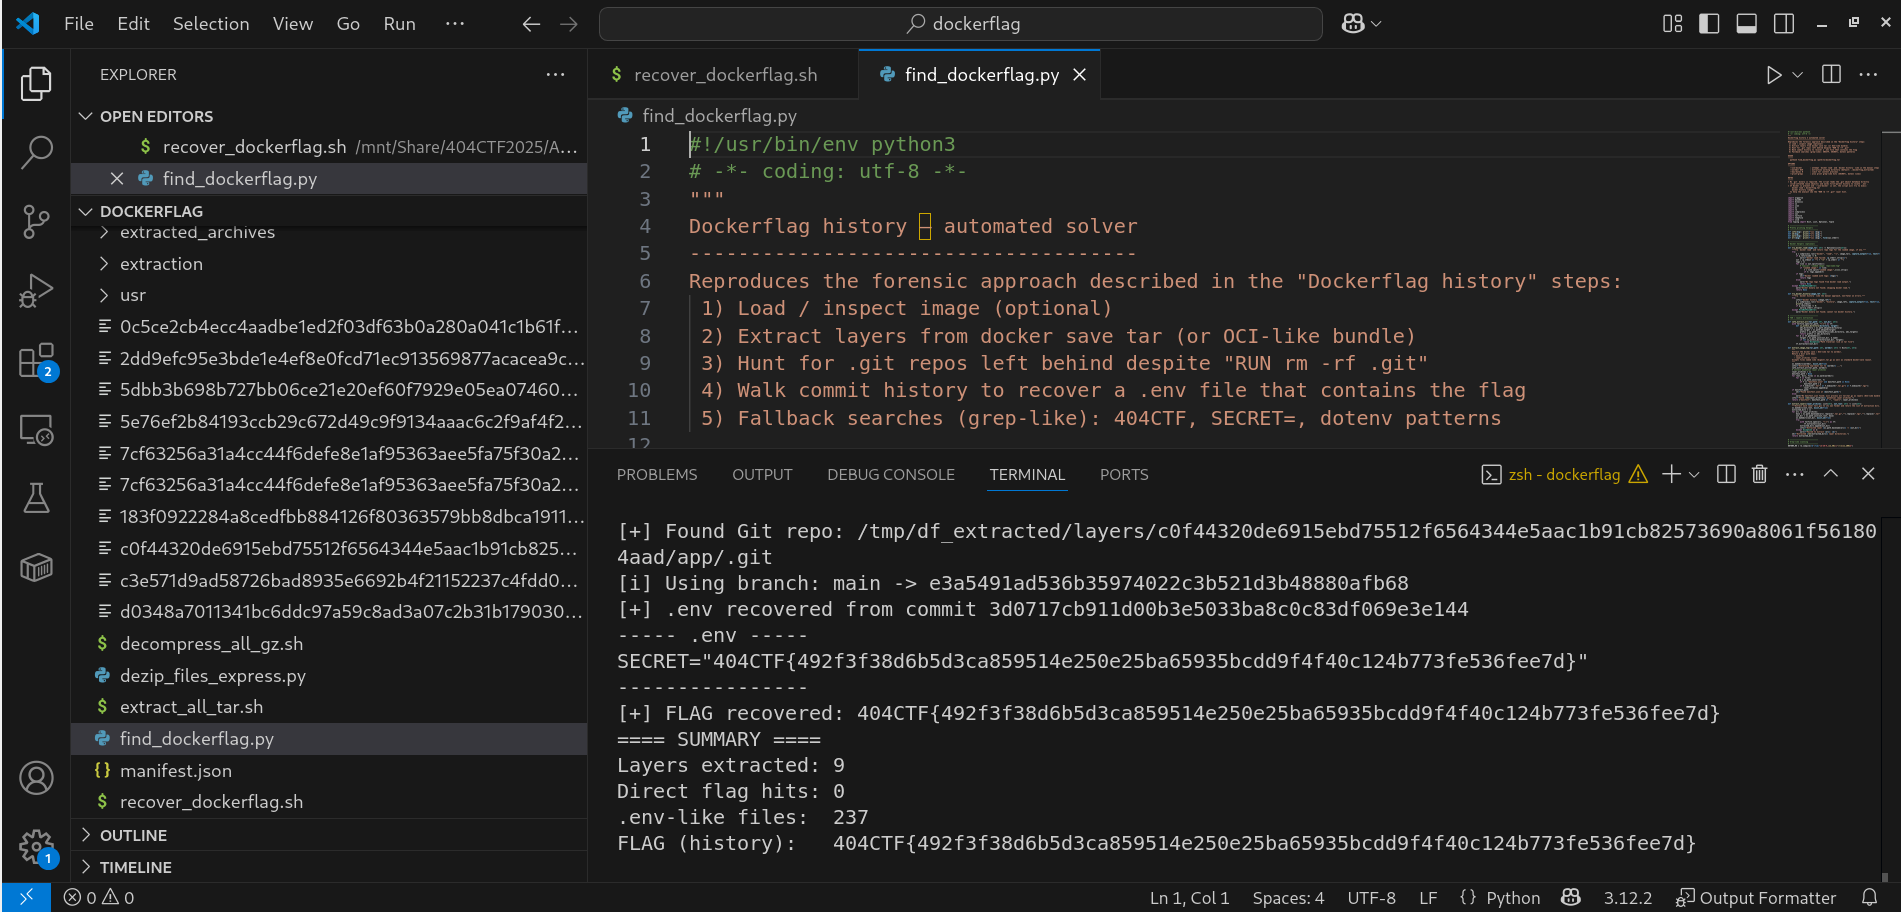 File Edit Selection View Go Run ··· dockerflag
EXPLORER ···
OPEN EDITORS
recover_dockerflag.sh /mnt/Share/404CTF2025/A...
find_dockerflag.py
DOCKERFLAG
extracted_archives
extraction
usr
0c5ce2cb4ecc4aadbe1ed2f03df63b0a280a041c1b61f...
2dd9efc95e3bde1e4ef8e0fcd71ec913569877acacea9c...
5dbb3b698b727bb06ce21e20ef60f7929e05ea07460...
5e76ef2b84193ccb29c672d49c9f9134aaac6c2f9af4f2...
7cf63256a31a4cc44f6defe8e1af95363aee5fa75f30a2...
7cf63256a31a4cc44f6defe8e1af95363aee5fa75f30a2...
183f0922284a8cedfbb884126f80363579bb8dbca1911...
c0f44320de6915ebd75512f6564344e5aac1b91cb825...
c3e571d9ad58726bad8935e6692b4f21152237c4fdd0...
d0348a7011341bc6ddc97a59c8ad3a07c2b31b179030...
decompress_all_gz.sh
dezip_files_express.py
extract_all_tar.sh
find_dockerflag.py
manifest.json
recover_dockerflag.sh
OUTLINE
TIMELINE
2
1
recover_dockerflag.sh find_dockerflag.py
find_dockerflag.py
1 #!/usr/bin/env python3
2 # -*- coding: utf-8 -*-
3 """
4 Dockerflag history – automated solver
5 -------------------------------------
6 Reproduces the forensic approach described in the "Dockerflag history" steps:
7 1) Load / inspect image (optional)
8 2) Extract layers from docker save tar (or OCI-like bundle)
9 3) Hunt for .git repos left behind despite "RUN rm -rf .git"
10 4) Walk commit history to recover a .env file that contains the flag
11 5) Fallback searches (grep-like): 404CTF, SECRET=, dotenv patterns
12
PROBLEMS OUTPUT DEBUG CONSOLE TERMINAL PORTS zsh - dockerflag
[+] Found Git repo: /tmp/df_extracted/layers/c0f44320de6915ebd75512f6564344e5aac1b91cb82573690a8061f56180
4aad/app/.git
[i] Using branch: main -> e3a5491ad536b35974022c3b521d3b48880afb68
[+] .env recovered from commit 3d0717cb911d00b3e5033ba8c0c83df069e3e144
----- .env -----
SECRET="404CTF{492f3f38d6b5d3ca859514e250e25ba65935bcdd9f4f40c124b773fe536fee7d}"
----------------
[+] FLAG recovered: 404CTF{492f3f38d6b5d3ca859514e250e25ba65935bcdd9f4f40c124b773fe536fee7d}
==== SUMMARY ====
Layers extracted: 9
Direct flag hits: 0
.env-like files: 237
FLAG (history): 404CTF{492f3f38d6b5d3ca859514e250e25ba65935bcdd9f4f40c124b773fe536fee7d}
0 0 Ln 1, Col 1 Spaces: 4 UTF-8 LF {} Python 3.12.2 Output Formatter